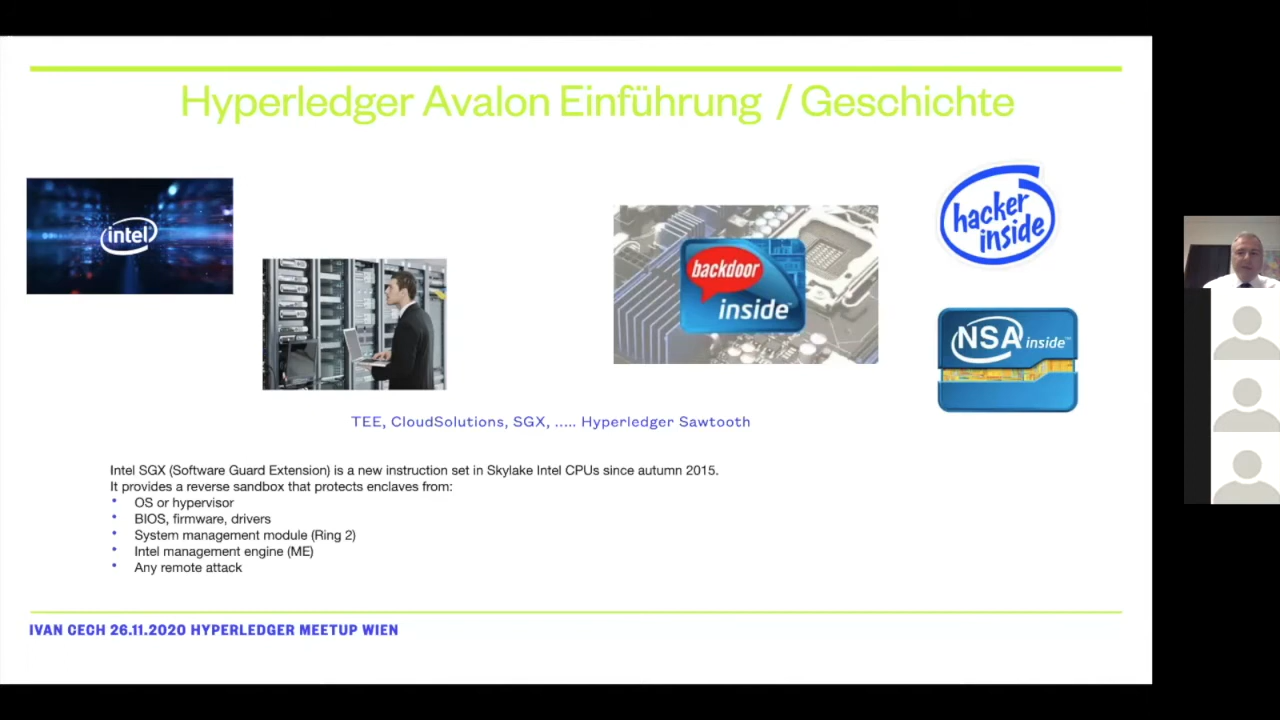 Hyperledger Avalon Einführung / Geschichte
intel
backdoor
inside™
hacker
inside™
NSA inside™
TEE, CloudSolutions, SGX, ..... Hyperledger Sawtooth
Intel SGX (Software Guard Extension) is a new instruction set in Skylake Intel CPUs since autumn 2015.
It provides a reverse sandbox that protects enclaves from:
• OS or hypervisor
• BIOS, firmware, drivers
• System management module (Ring 2)
• Intel management engine (ME)
• Any remote attack
IVAN CECH 26.11.2020 HYPERLEDGER MEETUP WIEN